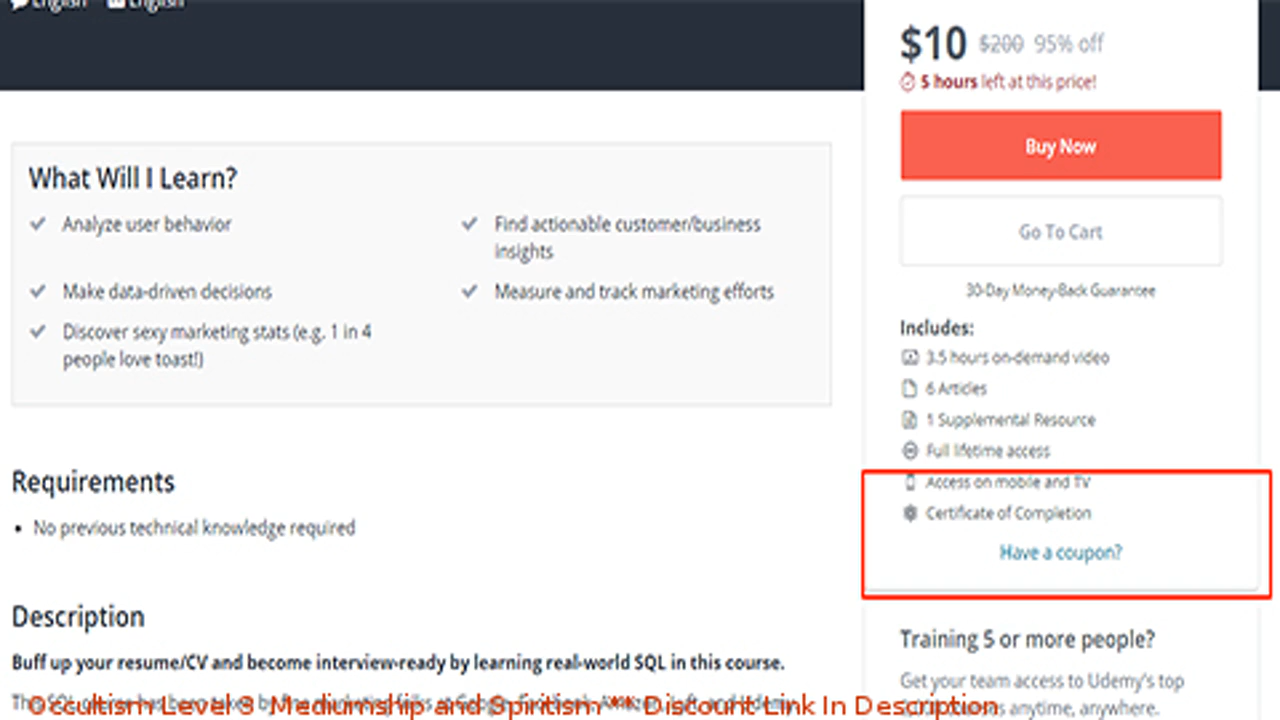 English English
$10 $200 95% off
5 hours left at this price!
Buy Now
Go To Cart
30-Day Money-Back Guarantee
Includes:
3.5 hours on-demand video
6 Articles
1 Supplemental Resource
Full lifetime access
Access on mobile and TV
Certificate of Completion
Have a coupon?
Training 5 or more people?
Get your team access to Udemy's top
anytime, anywhere.
What Will I Learn?
Analyze user behavior
Find actionable customer/business
insights
Make data-driven decisions
Measure and track marketing efforts
Discover sexy marketing stats (e.g. 1 in 4
people love toast!)
Requirements
No previous technical knowledge required
Description
Buff up your resume/CV and become interview-ready by learning real-world SQL in this course.
Occultism Level 3 Mediumship and Spiritism *** Discount Link In Description